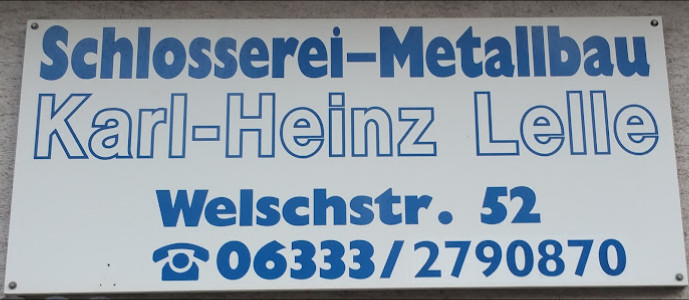 Schlosserei-Metallbau
Karl-Heinz Lelle
Welschstr. 52
☎ 06333/2790870